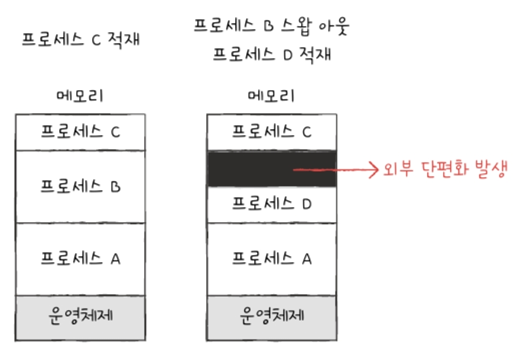 프로세스 C 적재
메모리
프로세스 C
프로세스 B
프로세스 A
운영체제
프로세스 B 스왑 아웃
프로세스 D 적재
메모리
프로세스 C
외부 단편화 발생
프로세스 D
프로세스 A
운영체제